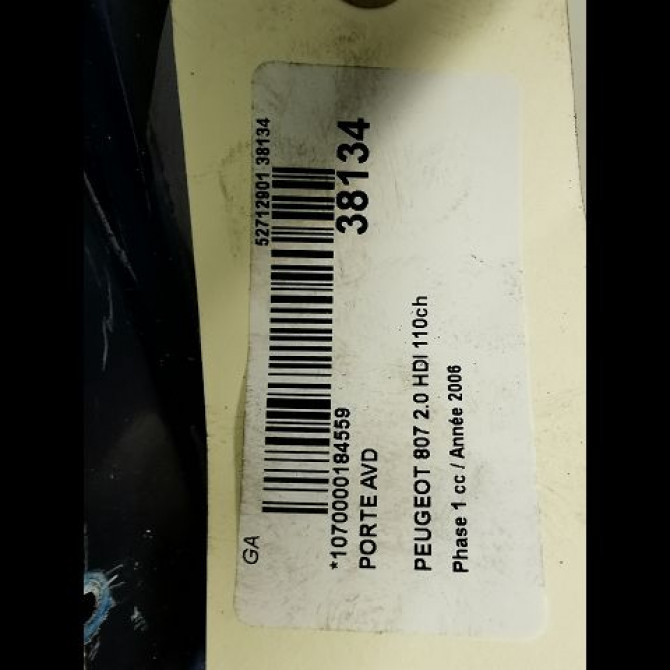 GA 52712901 38134
*1070000184559 38134
PORTE AVD
PEUGEOT 807 2.0 HDI 110ch
Phase 1 cc / Année 2006